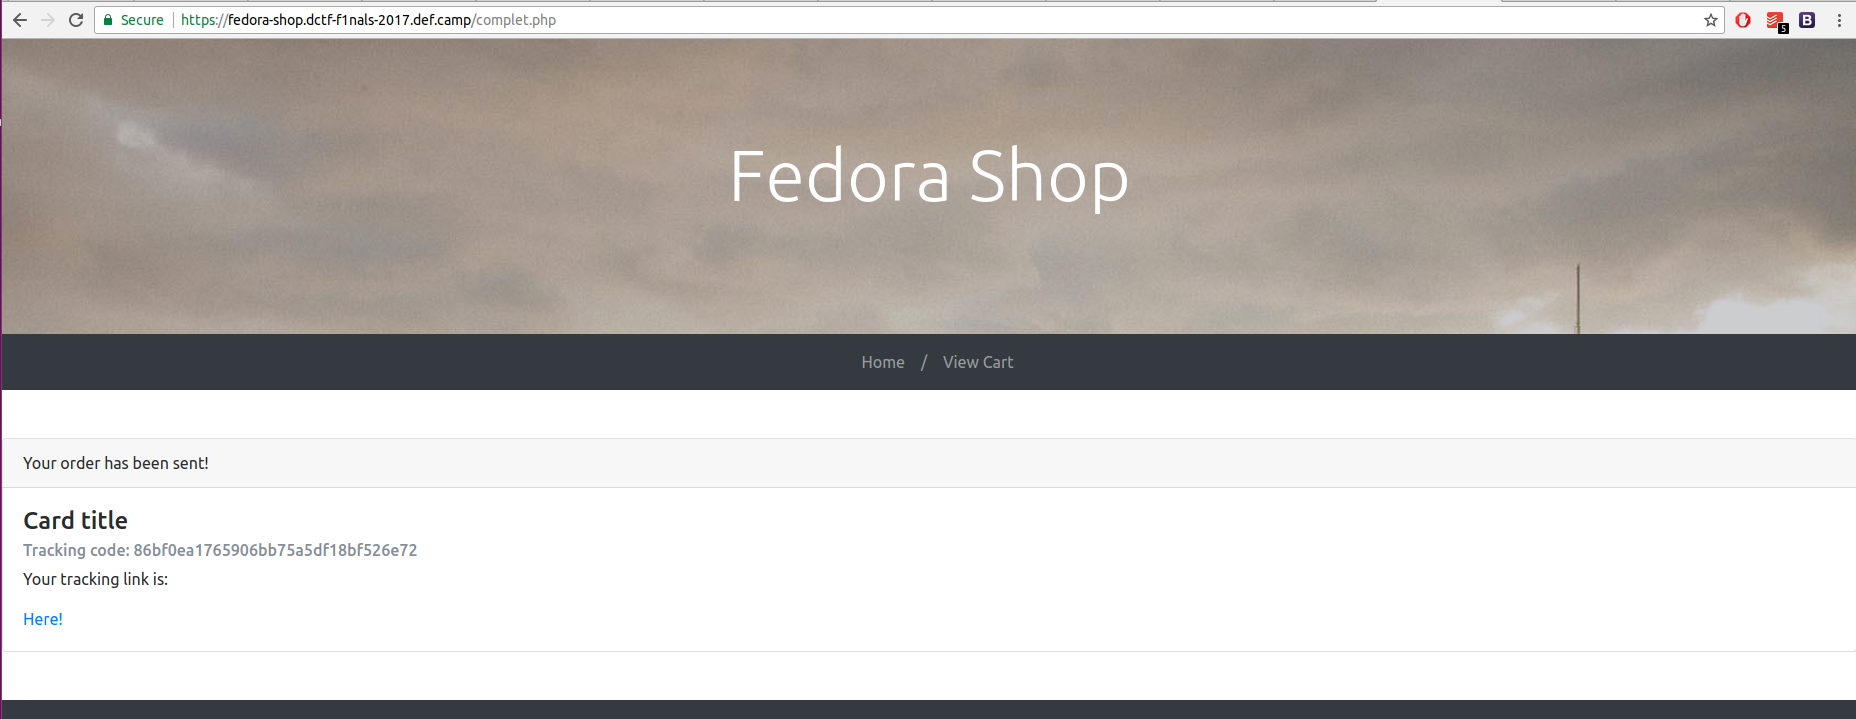 Secure https://fedora-shop.dctf-f1nals-2017.def.camp/complet.php
5
B
Fedora Shop
Home / View Cart
Your order has been sent!
Card title
Tracking code: 86bf0ea1765906bb75a5df18bf526e72
Your tracking link is:
Here!